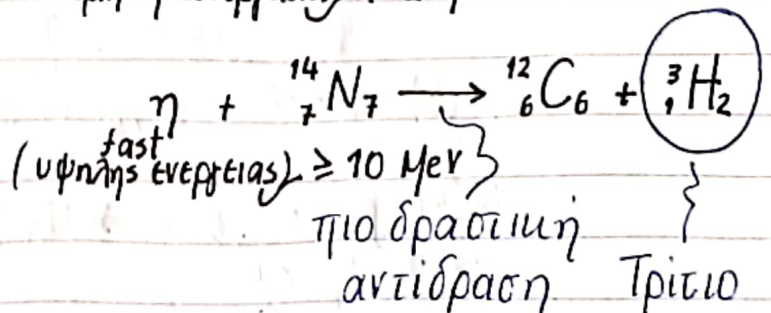 η + ¹⁴₇N₇ → ¹²₆C₆ + ³₁H₂
fast
(υψηλής ενέργειας) ≥ 10 MeV
πιο δραστική
αντίδραση Τρίτιο